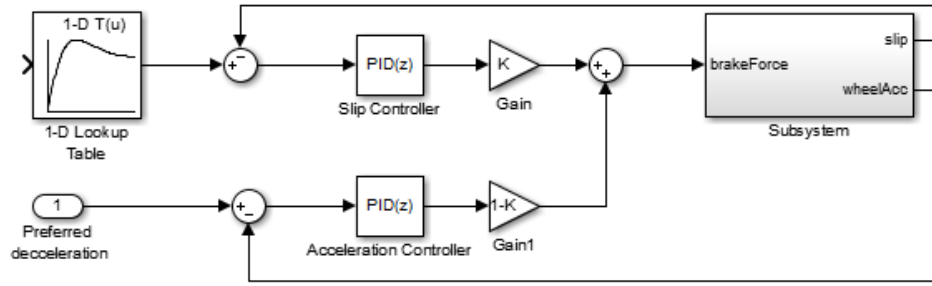 1-D T(u)
1-D Lookup
Table
PID(z)
Slip Controller
K
Gain
brakeForce
slip
wheelAcc
Subsystem
1
Preferred
decceleration
PID(z)
Acceleration Controller
1-K
Gain1